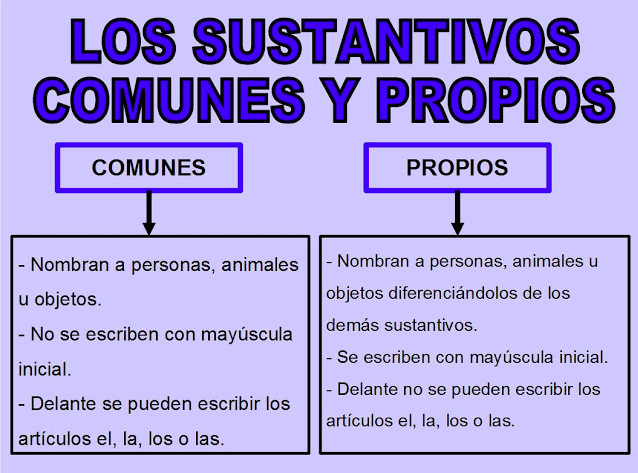 LOS SUSTANTIVOS
COMUNES Y PROPIOS
COMUNES
- Nombran a personas, animales
u objetos.
- No se escriben con mayúscula
inicial.
- Delante se pueden escribir los
artículos el, la, los o las.
PROPIOS
- Nombran a personas, animales u
objetos diferenciándolos de los
demás sustantivos.
- Se escriben con mayúscula inicial.
- Delante no se pueden escribir los
artículos el, la, los o las.